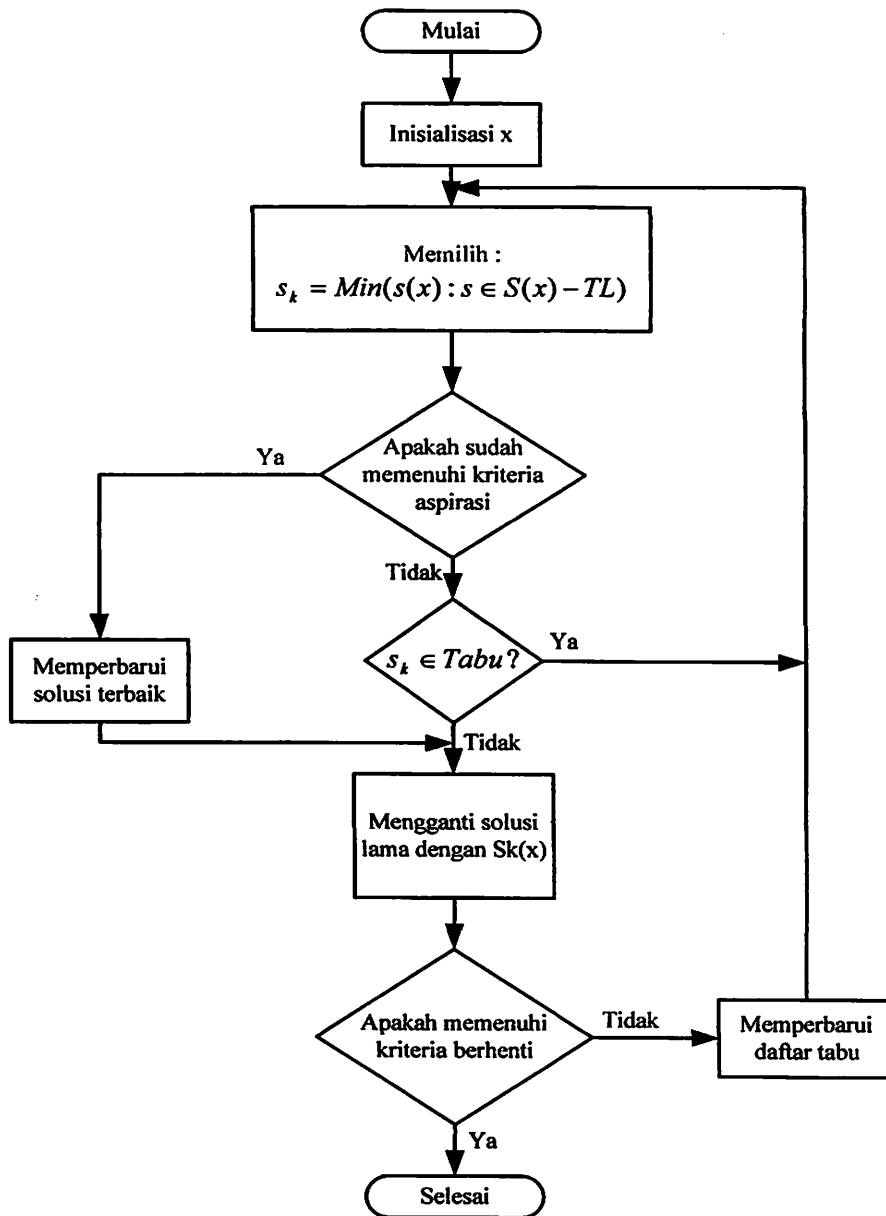 Mulai
Inisialisasi x
Memilih :
s_k = Min(s(x) : s ∈ S(x) − TL)
Apakah sudah
memenuhi kriteria
aspirasi
Ya
Tidak
s_k ∈ Tabu?
Ya
Memperbarui
solusi terbaik
Tidak
Mengganti solusi
lama dengan Sk(x)
Apakah memenuhi
kriteria berhenti
Tidak
Memperbarui
daftar tabu
Ya
Selesai